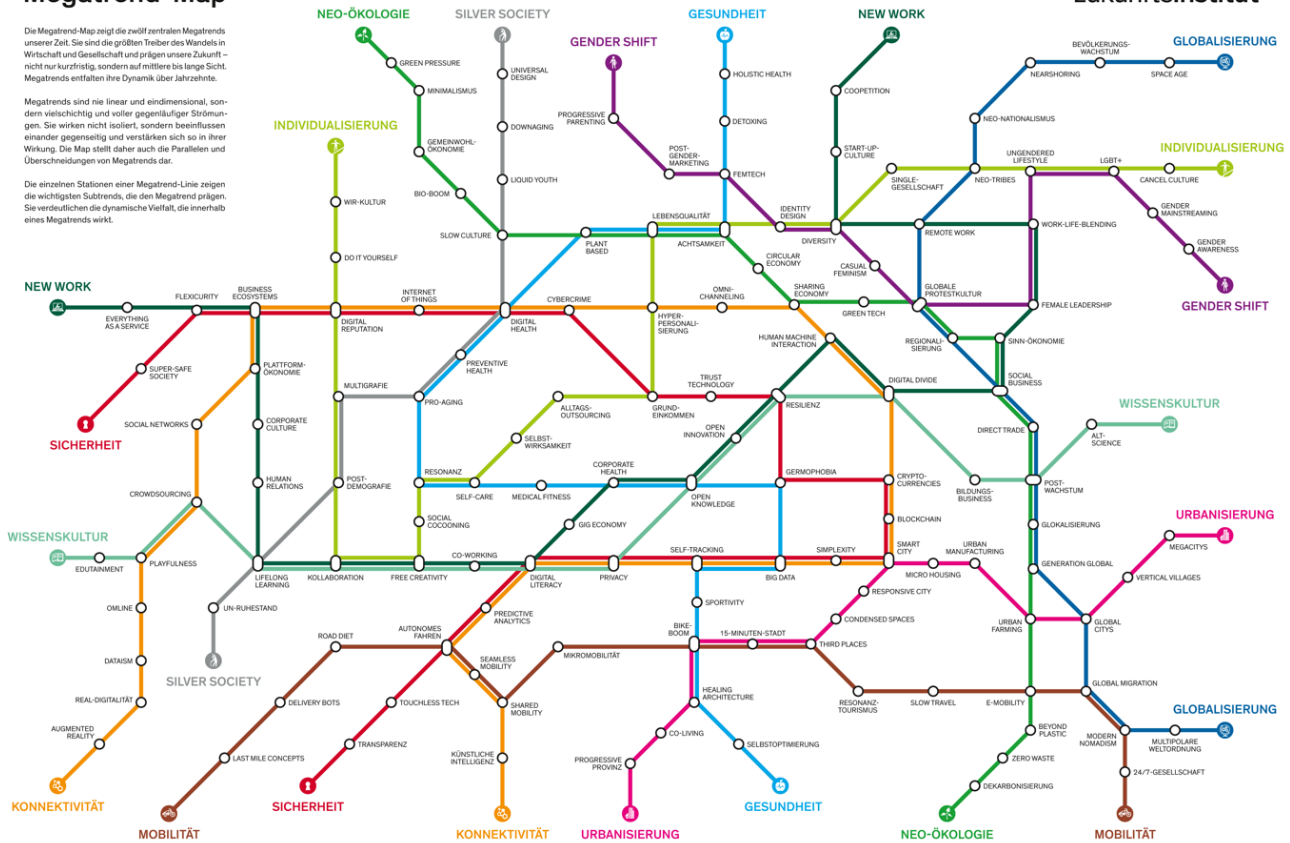 Megatrend-Map
zukunftsInstitut
Die Megatrend-Map zeigt die zwölf zentralen Megatrends
unserer Zeit. Sie sind die größten Treiber des Wandels in
Wirtschaft und Gesellschaft und prägen unsere Zukunft –
nicht nur kurzfristig, sondern auf mittlere bis lange Sicht.
Megatrends entfalten ihre Dynamik über Jahrzehnte.
Megatrends sind nie linear und eindimensional, son-
dern vielschichtig und voller gegenläufiger Strömun-
gen. Sie wirken nicht isoliert, sondern beeinflussen
einander gegenseitig und verstärken sich so in ihrer
Wirkung. Die Map stellt daher auch die Parallelen und
Überschneidungen von Megatrends dar.
Die einzelnen Stationen einer Megatrend-Linie zeigen
die wichtigsten Subtrends, die den Megatrend prägen.
Sie verdeutlichen die dynamische Vielfalt, die innerhalb
eines Megatrends wirkt.
NEO-ÖKOLOGIE
SILVER SOCIETY
GESUNDHEIT
NEW WORK
GENDER SHIFT
GLOBALISIERUNG
BEVÖLKERUNGS-
WACHSTUM
NEARSHORING
SPACE AGE
GREEN PRESSURE
UNIVERSAL
DESIGN
HOLISTIC HEALTH
MINIMALISMUS
COOPETITION
PROGRESSIVE
PARENTING
DOWNAGING
DETOXING
NEO-NATIONALISMUS
INDIVIDUALISIERUNG
GEMEINWOHL-
ÖKONOMIE
POST-
GENDER-
MARKETING
START-UP-
CULTURE
UNGENDERED
LIFESTYLE
LGBT+
INDIVIDUALISIERUNG
LIQUID YOUTH
FEMTECH
SINGLE-
GESELLSCHAFT
NEO-TRIBES
CANCEL CULTURE
BIO-BOOM
WIR-KULTUR
GENDER
MAINSTREAMING
SLOW CULTURE
PLANT
BASED
LEBENSQUALITÄT
ACHTSAMKEIT
IDENTITY
DESIGN
DIVERSITY
REMOTE WORK
WORK-LIFE-BLENDING
GENDER
AWARENESS
DO IT YOURSELF
CIRCULAR
ECONOMY
CASUAL
FEMINISM
GENDER SHIFT
NEW WORK
FLEXICURITY
BUSINESS
ECOSYSTEMS
INTERNET
OF THINGS
CYBERCRIME
OMNI-
CHANNELING
SHARING
ECONOMY
GLOBALE
PROTESTKULTUR
FEMALE LEADERSHIP
EVERYTHING
AS A SERVICE
DIGITAL
REPUTATION
DIGITAL
HEALTH
HYPER-
PERSONALI-
SIERUNG
GREEN TECH
HUMAN MACHINE
INTERACTION
REGIONALI-
SIERUNG
SINN-ÖKONOMIE
SUPER-SAFE
SOCIETY
PLATTFORM-
ÖKONOMIE
PREVENTIVE
HEALTH
MULTIGRAFIE
PRO-AGING
TRUST
TECHNOLOGY
DIGITAL DIVIDE
SOCIAL
BUSINESS
ALLTAGS-
OUTSOURCING
GRUND-
EINKOMMEN
RESILIENZ
WISSENSKULTUR
SICHERHEIT
SOCIAL NETWORKS
CORPORATE
CULTURE
SELBST-
WIRKSAMKEIT
OPEN
INNOVATION
DIRECT TRADE
ALT-
SCIENCE
CROWDSOURCING
HUMAN
RELATIONS
POST-
DEMOGRAFIE
RESONANZ
SELF-CARE
MEDICAL FITNESS
CORPORATE
HEALTH
OPEN
KNOWLEDGE
GERMOPHOBIA
CRYPTO-
CURRENCIES
BILDUNGS-
BUSINESS
POST-
WACHSTUM
SOCIAL
COCOONING
GIG ECONOMY
BLOCKCHAIN
GLOKALISIERUNG
URBANISIERUNG
WISSENSKULTUR
EDUTAINMENT
PLAYFULNESS
LIFELONG
LEARNING
KOLLABORATION
FREE CREATIVITY
CO-WORKING
DIGITAL
LITERACY
PRIVACY
SELF-TRACKING
BIG DATA
SIMPLEXITY
SMART
CITY
MICRO HOUSING
URBAN
MANUFACTURING
GENERATION GLOBAL
MEGACITYS
VERTICAL VILLAGES
OMLINE
UN-RUHESTAND
PREDICTIVE
ANALYTICS
SPORTIVITY
RESPONSIVE CITY
CONDENSED SPACES
ROAD DIET
AUTONOMES
FAHREN
BIKE-
BOOM
15-MINUTEN-STADT
THIRD PLACES
URBAN
FARMING
GLOBAL
CITYS
DATAISM
SILVER SOCIETY
SEAMLESS
MOBILITY
MIKROMOBILITÄT
REAL-DIGITALITÄT
DELIVERY BOTS
TOUCHLESS TECH
SHARED
MOBILITY
HEALING
ARCHITECTURE
RESONANZ-
TOURISMUS
SLOW TRAVEL
E-MOBILITY
GLOBAL MIGRATION
GLOBALISIERUNG
AUGMENTED
REALITY
LAST MILE CONCEPTS
TRANSPARENZ
KÜNSTLICHE
INTELLIGENZ
CO-LIVING
SELBSTOPTIMIERUNG
BEYOND
PLASTIC
MODERN
NOMADISM
MULTIPOLARE
WELTORDNUNG
PROGRESSIVE
PROVINZ
ZERO WASTE
24/7-GESELLSCHAFT
DEKARBONISIERUNG
KONNEKTIVITÄT
SICHERHEIT
GESUNDHEIT
MOBILITÄT
KONNEKTIVITÄT
URBANISIERUNG
NEO-ÖKOLOGIE
MOBILITÄT